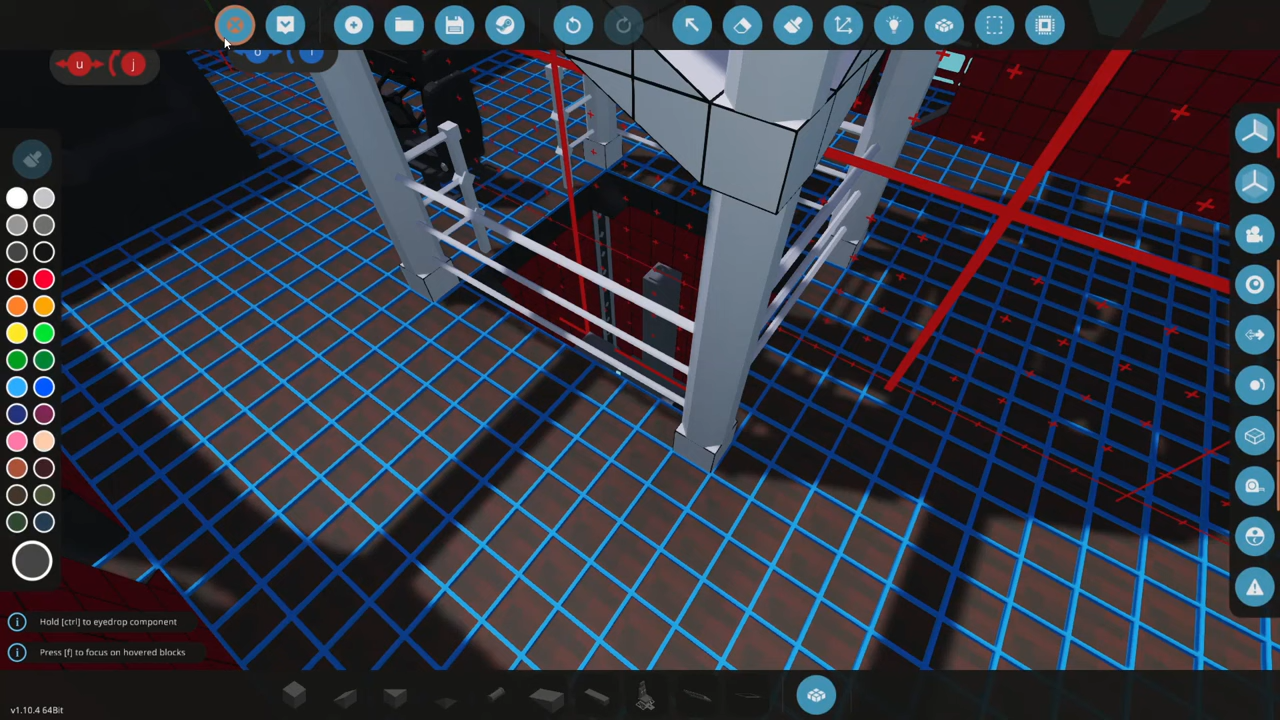 u j
Hold [ctrl] to eyedrop component
Press [f] to focus on hovered blocks
v1.10.4 64Bit